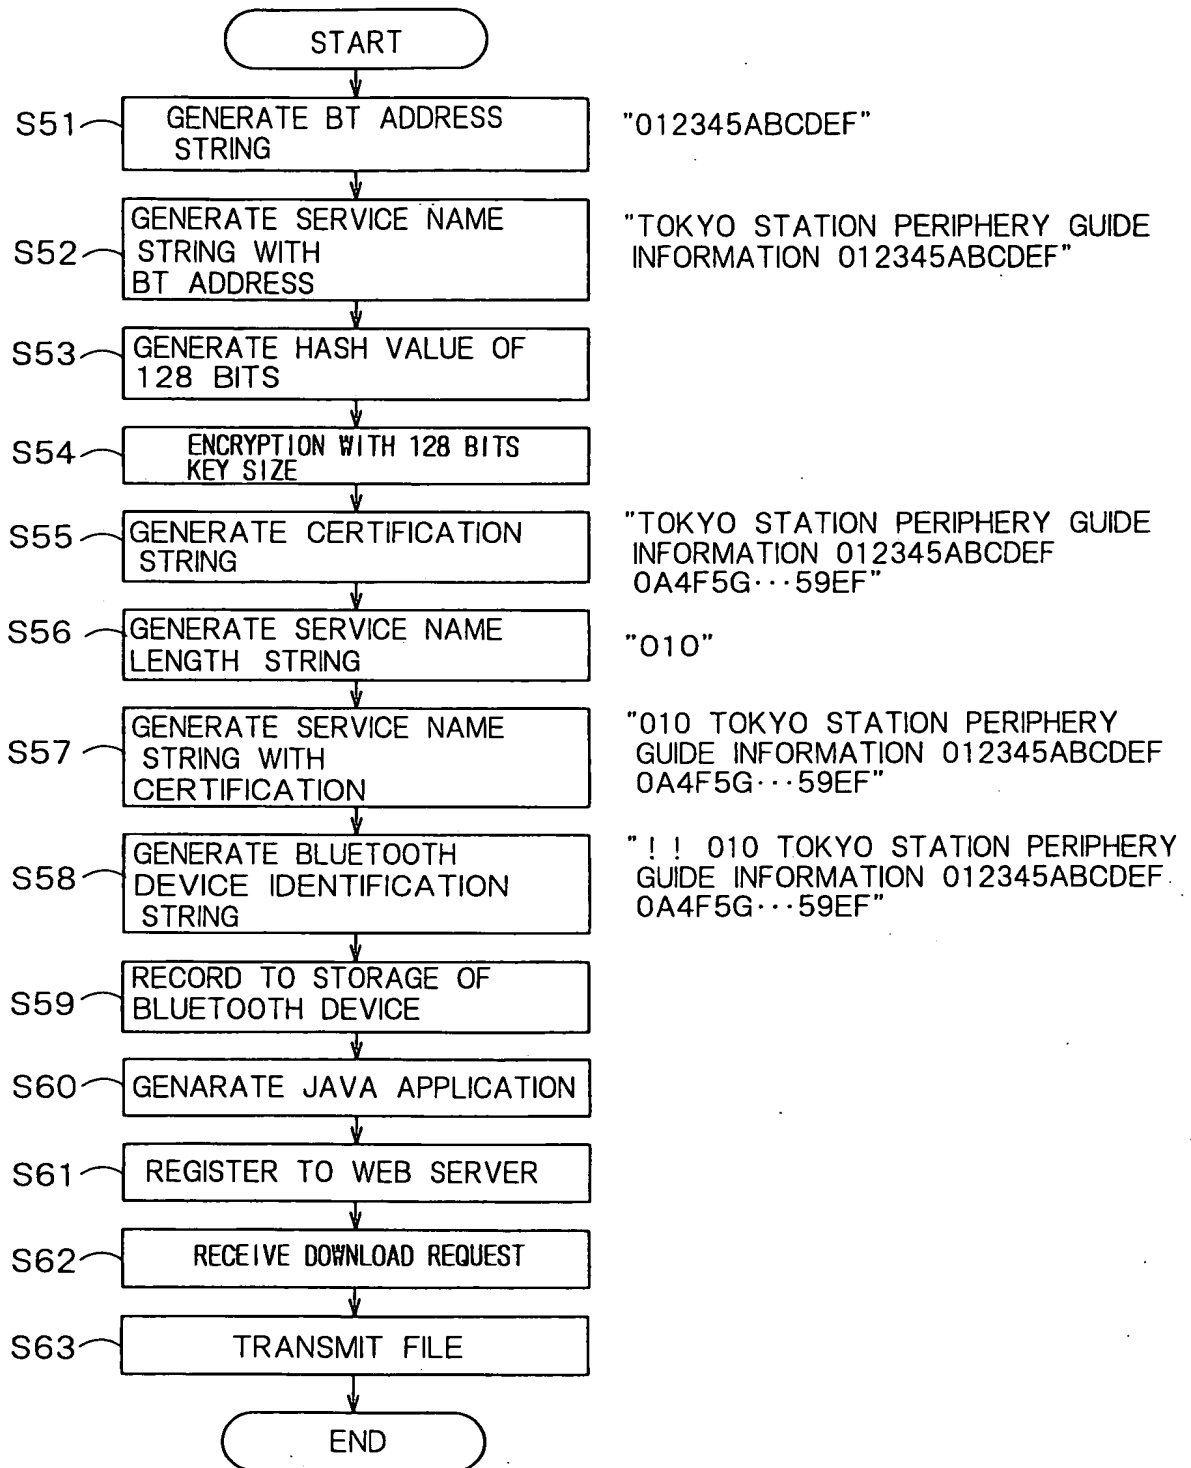 START
S51
GENERATE BT ADDRESS
STRING
"012345ABCDEF"
S52
GENERATE SERVICE NAME
STRING WITH
BT ADDRESS
"TOKYO STATION PERIPHERY GUIDE
INFORMATION 012345ABCDEF"
S53
GENERATE HASH VALUE OF
128 BITS
S54
ENCRYPTION WITH 128 BITS
KEY SIZE
S55
GENERATE CERTIFICATION
STRING
"TOKYO STATION PERIPHERY GUIDE
INFORMATION 012345ABCDEF
0A4F5G···59EF"
S56
GENERATE SERVICE NAME
LENGTH STRING
"010"
S57
GENERATE SERVICE NAME
STRING WITH
CERTIFICATION
"010 TOKYO STATION PERIPHERY
GUIDE INFORMATION 012345ABCDEF
0A4F5G···59EF"
S58
GENERATE BLUETOOTH
DEVICE IDENTIFICATION
STRING
"! ! 010 TOKYO STATION PERIPHERY
GUIDE INFORMATION 012345ABCDEF
0A4F5G···59EF"
S59
RECORD TO STORAGE OF
BLUETOOTH DEVICE
S60
GENARATE JAVA APPLICATION
S61
REGISTER TO WEB SERVER
S62
RECEIVE DOWNLOAD REQUEST
S63
TRANSMIT FILE
END